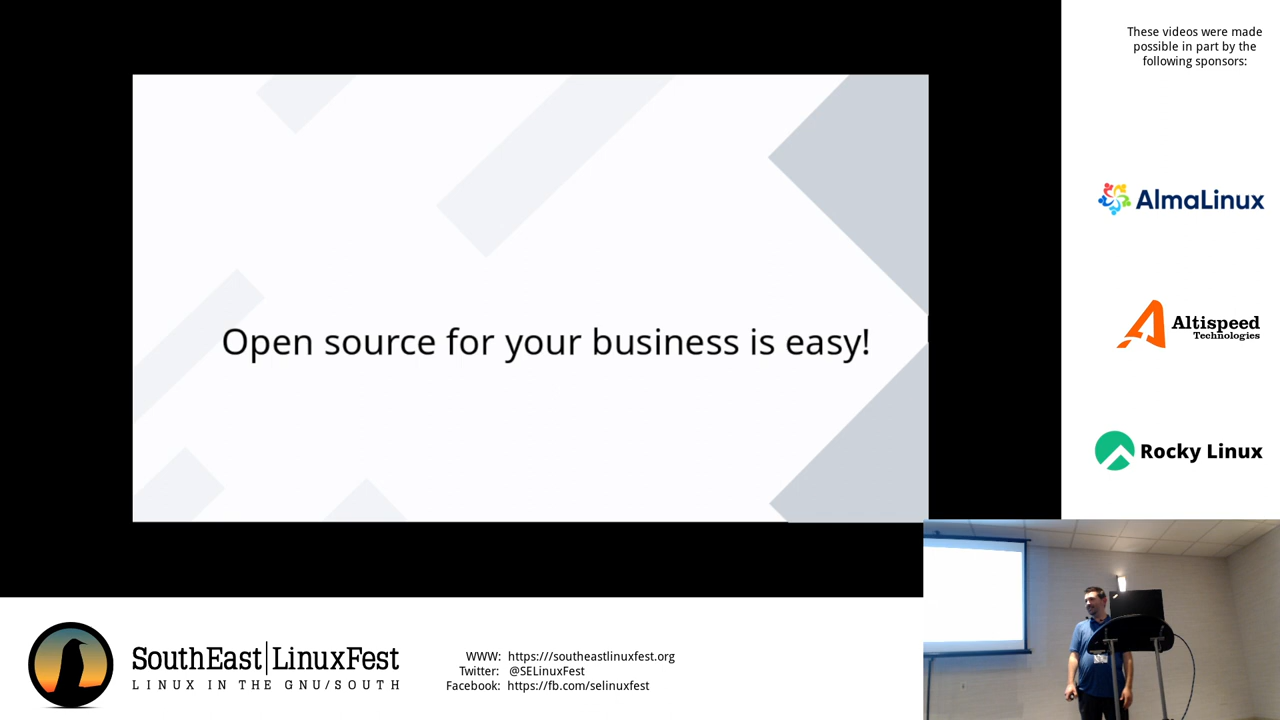 These videos were made
possible in part by the
following sponsors:
Open source for your business is easy!
AlmaLinux
Altispeed
Technologies
Rocky Linux
SouthEast|LinuxFest
LINUX IN THE GNU/SOUTH
WWW: https:///southeastlinuxfest.org
Twitter: @SELinuxFest
Facebook: https://fb.com/selinuxfest